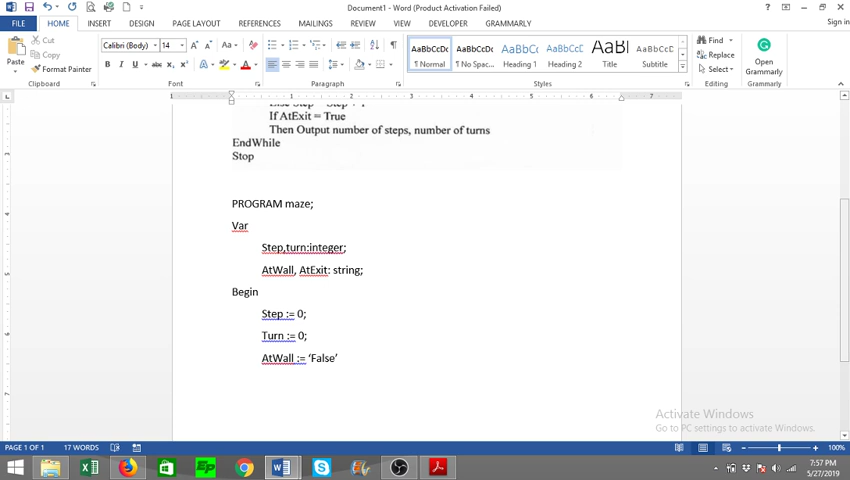 Document1 - Word (Product Activation Failed)
FILE HOME INSERT DESIGN PAGE LAYOUT REFERENCES MAILINGS REVIEW VIEW DEVELOPER GRAMMARLY
Sign in
Cut
Copy
Format Painter
Paste
Clipboard
Calibri (Body) 14
Font
Paragraph
AaBbCcDc AaBbCcDc AaBbC AaBbCc AaBl AaBbCcD
¶ Normal ¶ No Spac... Heading 1 Heading 2 Title Subtitle
Styles
Find
Replace
Select
Editing
Open
Grammarly
Grammarly
If AtExit = True
Then Output number of steps, number of turns
EndWhile
Stop
PROGRAM maze;
Var
Step,turn:integer;
AtWall, AtExit: string;
Begin
Step := 0;
Turn := 0;
AtWall := ‘False’
Activate Windows
Go to PC settings to activate Windows.
PAGE 1 OF 1 17 WORDS
100%
7:57 PM
5/27/2019